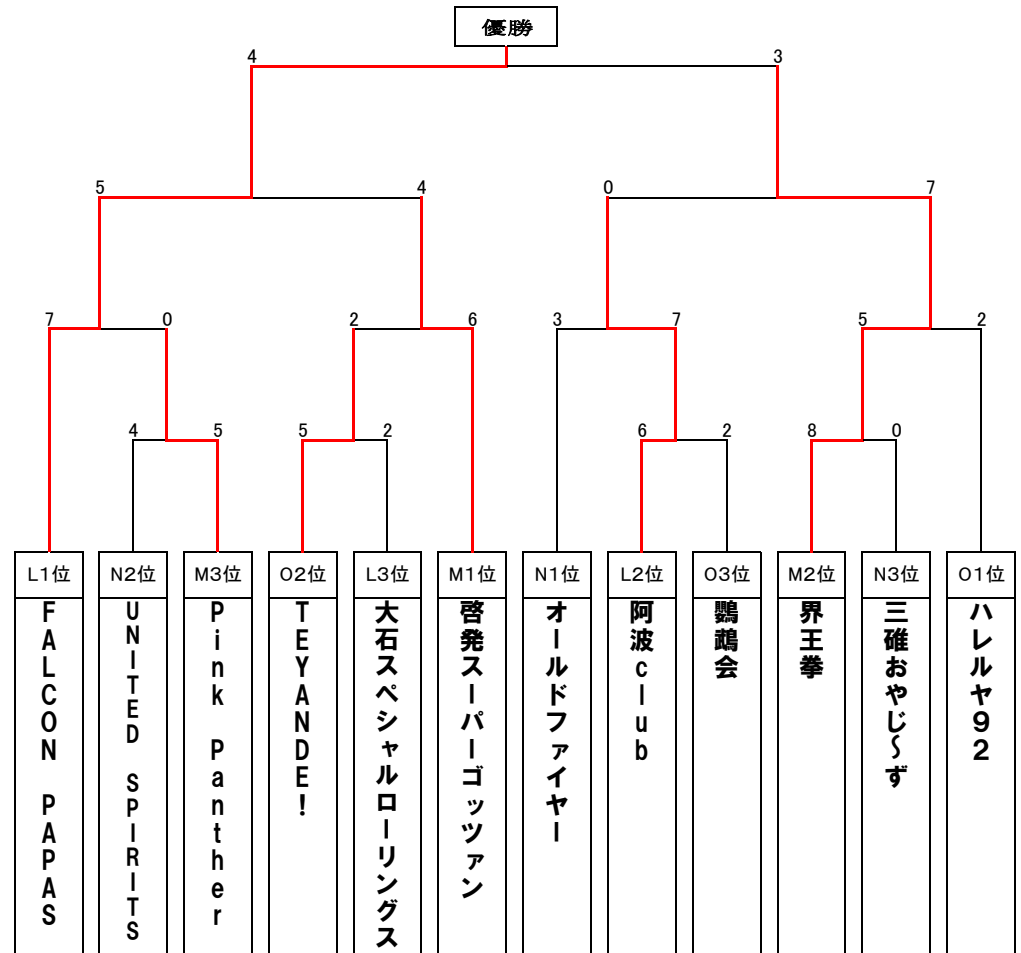 優勝
4 3
5 4 0 7
7 0 2 6 3 7 5 2
4 5 5 2 6 2 8 0
L1位 N2位 M3位 O2位 L3位 M1位 N1位 L2位 O3位 M2位 N3位 O1位
FALCON PAPAS
UNITED SPIRITS
Pink Panther
TEYANDE!
大石スペシャルローリングス
啓発スーパーゴッツァン
オールドファイヤー
阿波club
鸚鵡会
界王拳
三碓おやじ～ず
ハレルヤ92